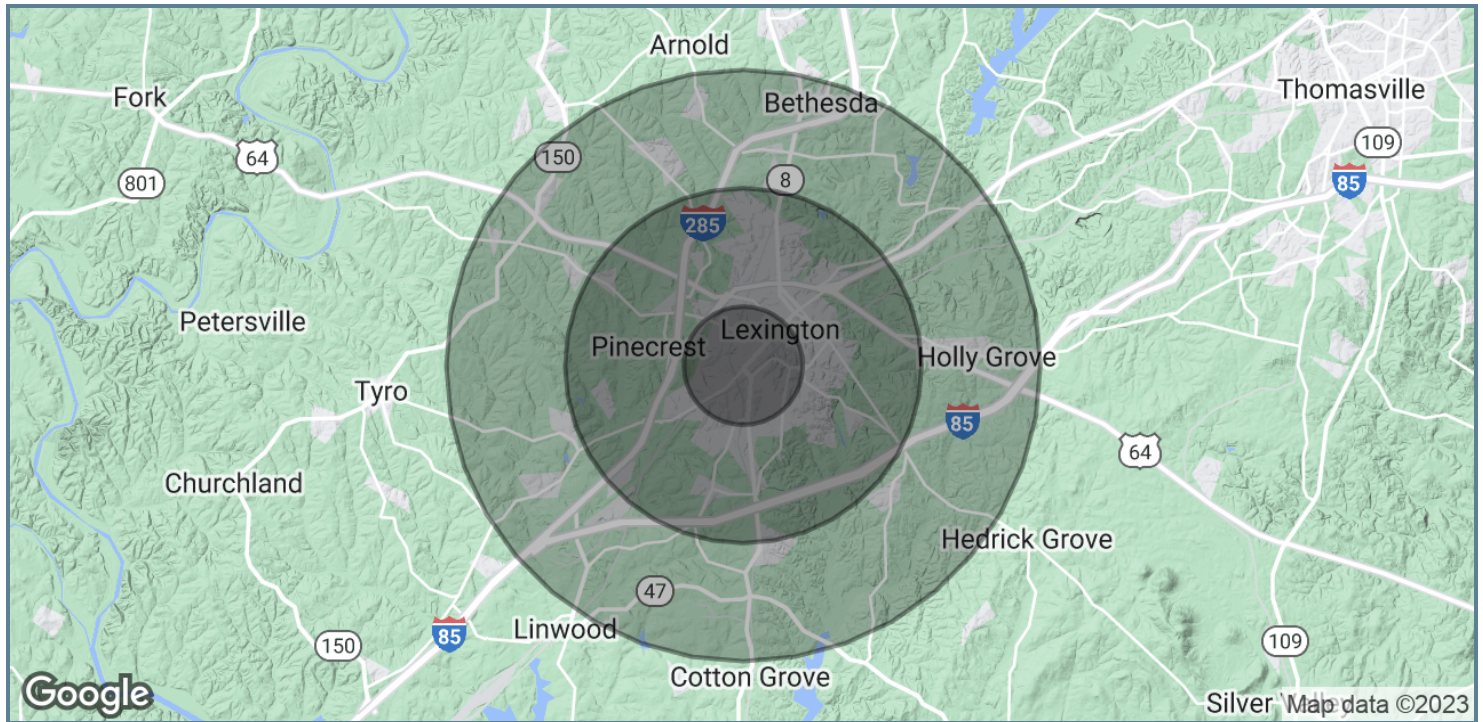 Arnold
Thomasville
Fork
Bethesda
109
64
150
801
8
85
285
Petersville
Lexington
Pinecrest
Holly Grove
Tyro
85
64
Churchland
Hedrick Grove
47
Linwood
85
150
109
Cotton Grove
Google
Silver
Map data ©2023